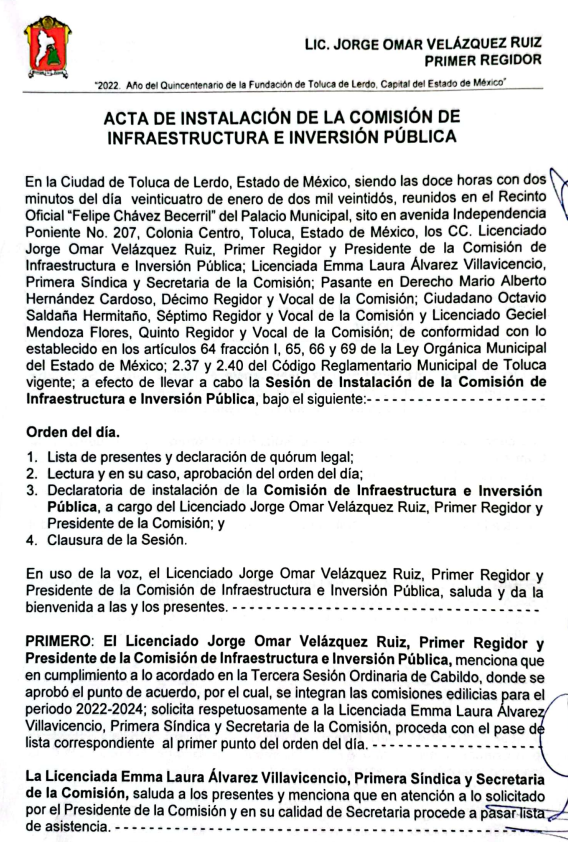 LIC. JORGE OMAR VELÁZQUEZ RUIZ
PRIMER REGIDOR
"2022. Año del Quincentenario de la Fundación de Toluca de Lerdo, Capital del Estado de México"
ACTA DE INSTALACIÓN DE LA COMISIÓN DE
INFRAESTRUCTURA E INVERSIÓN PÚBLICA
En la Ciudad de Toluca de Lerdo, Estado de México, siendo las doce horas con dos
minutos del día veinticuatro de enero de dos mil veintidós, reunidos en el Recinto
Oficial "Felipe Chávez Becerril" del Palacio Municipal, sito en avenida Independencia
Poniente No. 207, Colonia Centro, Toluca, Estado de México, los CC. Licenciado
Jorge Omar Velázquez Ruiz, Primer Regidor y Presidente de la Comisión de
Infraestructura e Inversión Pública; Licenciada Emma Laura Álvarez Villavicencio,
Primera Síndica y Secretaria de la Comisión; Pasante en Derecho Mario Alberto
Hernández Cardoso, Décimo Regidor y Vocal de la Comisión; Ciudadano Octavio
Saldaña Hermitaño, Séptimo Regidor y Vocal de la Comisión y Licenciado Geciel
Mendoza Flores, Quinto Regidor y Vocal de la Comisión; de conformidad con lo
establecido en los artículos 64 fracción I, 65, 66 y 69 de la Ley Orgánica Municipal
del Estado de México; 2.37 y 2.40 del Código Reglamentario Municipal de Toluca
vigente; a efecto de llevar a cabo la Sesión de Instalación de la Comisión de
Infraestructura e Inversión Pública, bajo el siguiente:- - - - - - - - - - - - - - - - - - - - -
Orden del día.
1. Lista de presentes y declaración de quórum legal;
2. Lectura y en su caso, aprobación del orden del día;
3. Declaratoria de instalación de la Comisión de Infraestructura e Inversión
Pública, a cargo del Licenciado Jorge Omar Velázquez Ruiz, Primer Regidor y
Presidente de la Comisión; y
4. Clausura de la Sesión.
En uso de la voz, el Licenciado Jorge Omar Velázquez Ruiz, Primer Regidor y
Presidente de la Comisión de Infraestructura e Inversión Pública, saluda y da la
bienvenida a las y los presentes. - - - - - - - - - - - - - - - - - - - - - - - - - - - - - - - - - - - -
PRIMERO: El Licenciado Jorge Omar Velázquez Ruiz, Primer Regidor y
Presidente de la Comisión de Infraestructura e Inversión Pública, menciona que
en cumplimiento a lo acordado en la Tercera Sesión Ordinaria de Cabildo, donde se
aprobó el punto de acuerdo, por el cual, se integran las comisiones edilicias para el
periodo 2022-2024; solicita respetuosamente a la Licenciada Emma Laura Álvarez
Villavicencio, Primera Síndica y Secretaria de la Comisión, proceda con el pase de
lista correspondiente al primer punto del orden del día. - - - - - - - - - - - - - - - - - - - -
La Licenciada Emma Laura Álvarez Villavicencio, Primera Síndica y Secretaria
de la Comisión, saluda a los presentes y menciona que en atención a lo solicitado
por el Presidente de la Comisión y en su calidad de Secretaria procede a pasar lista
de asistencia. - - - - - - - - - - - - - - - - - - - - - - - - - - - - - - - - - - - - - - - - - - - - - - - - - -